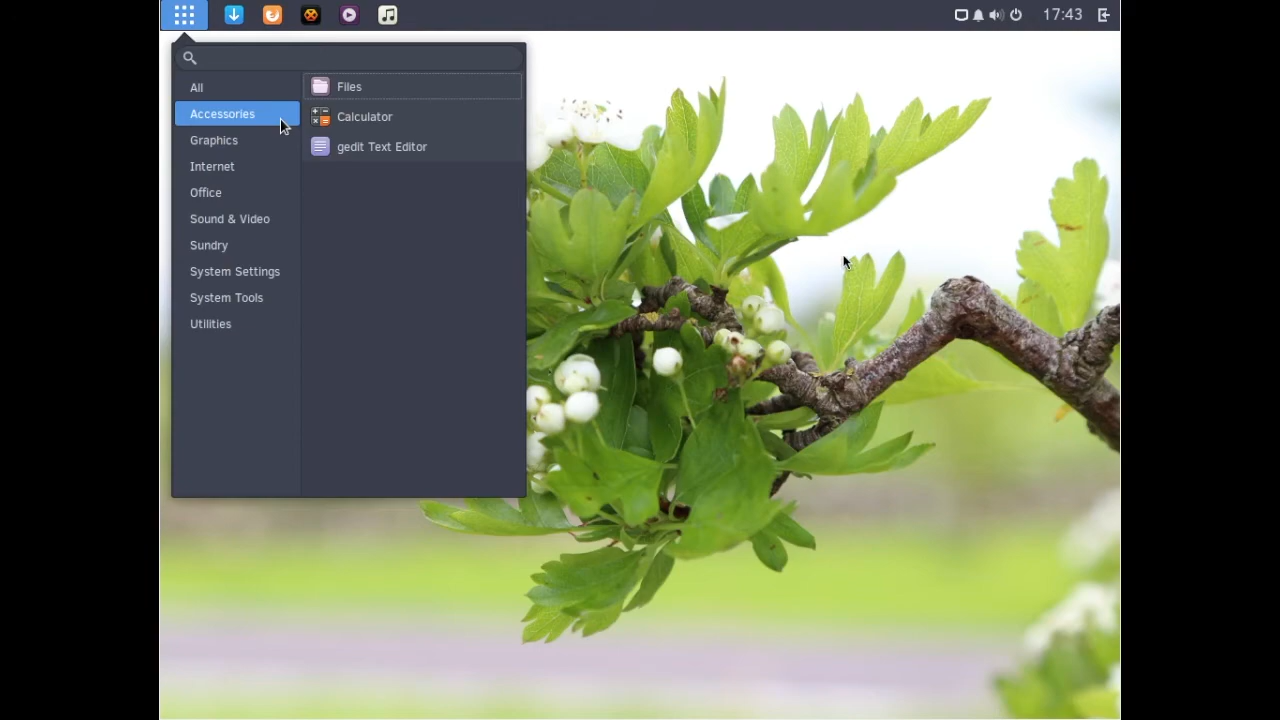 17:43
All
Accessories
Graphics
Internet
Office
Sound & Video
Sundry
System Settings
System Tools
Utilities
Files
Calculator
gedit Text Editor